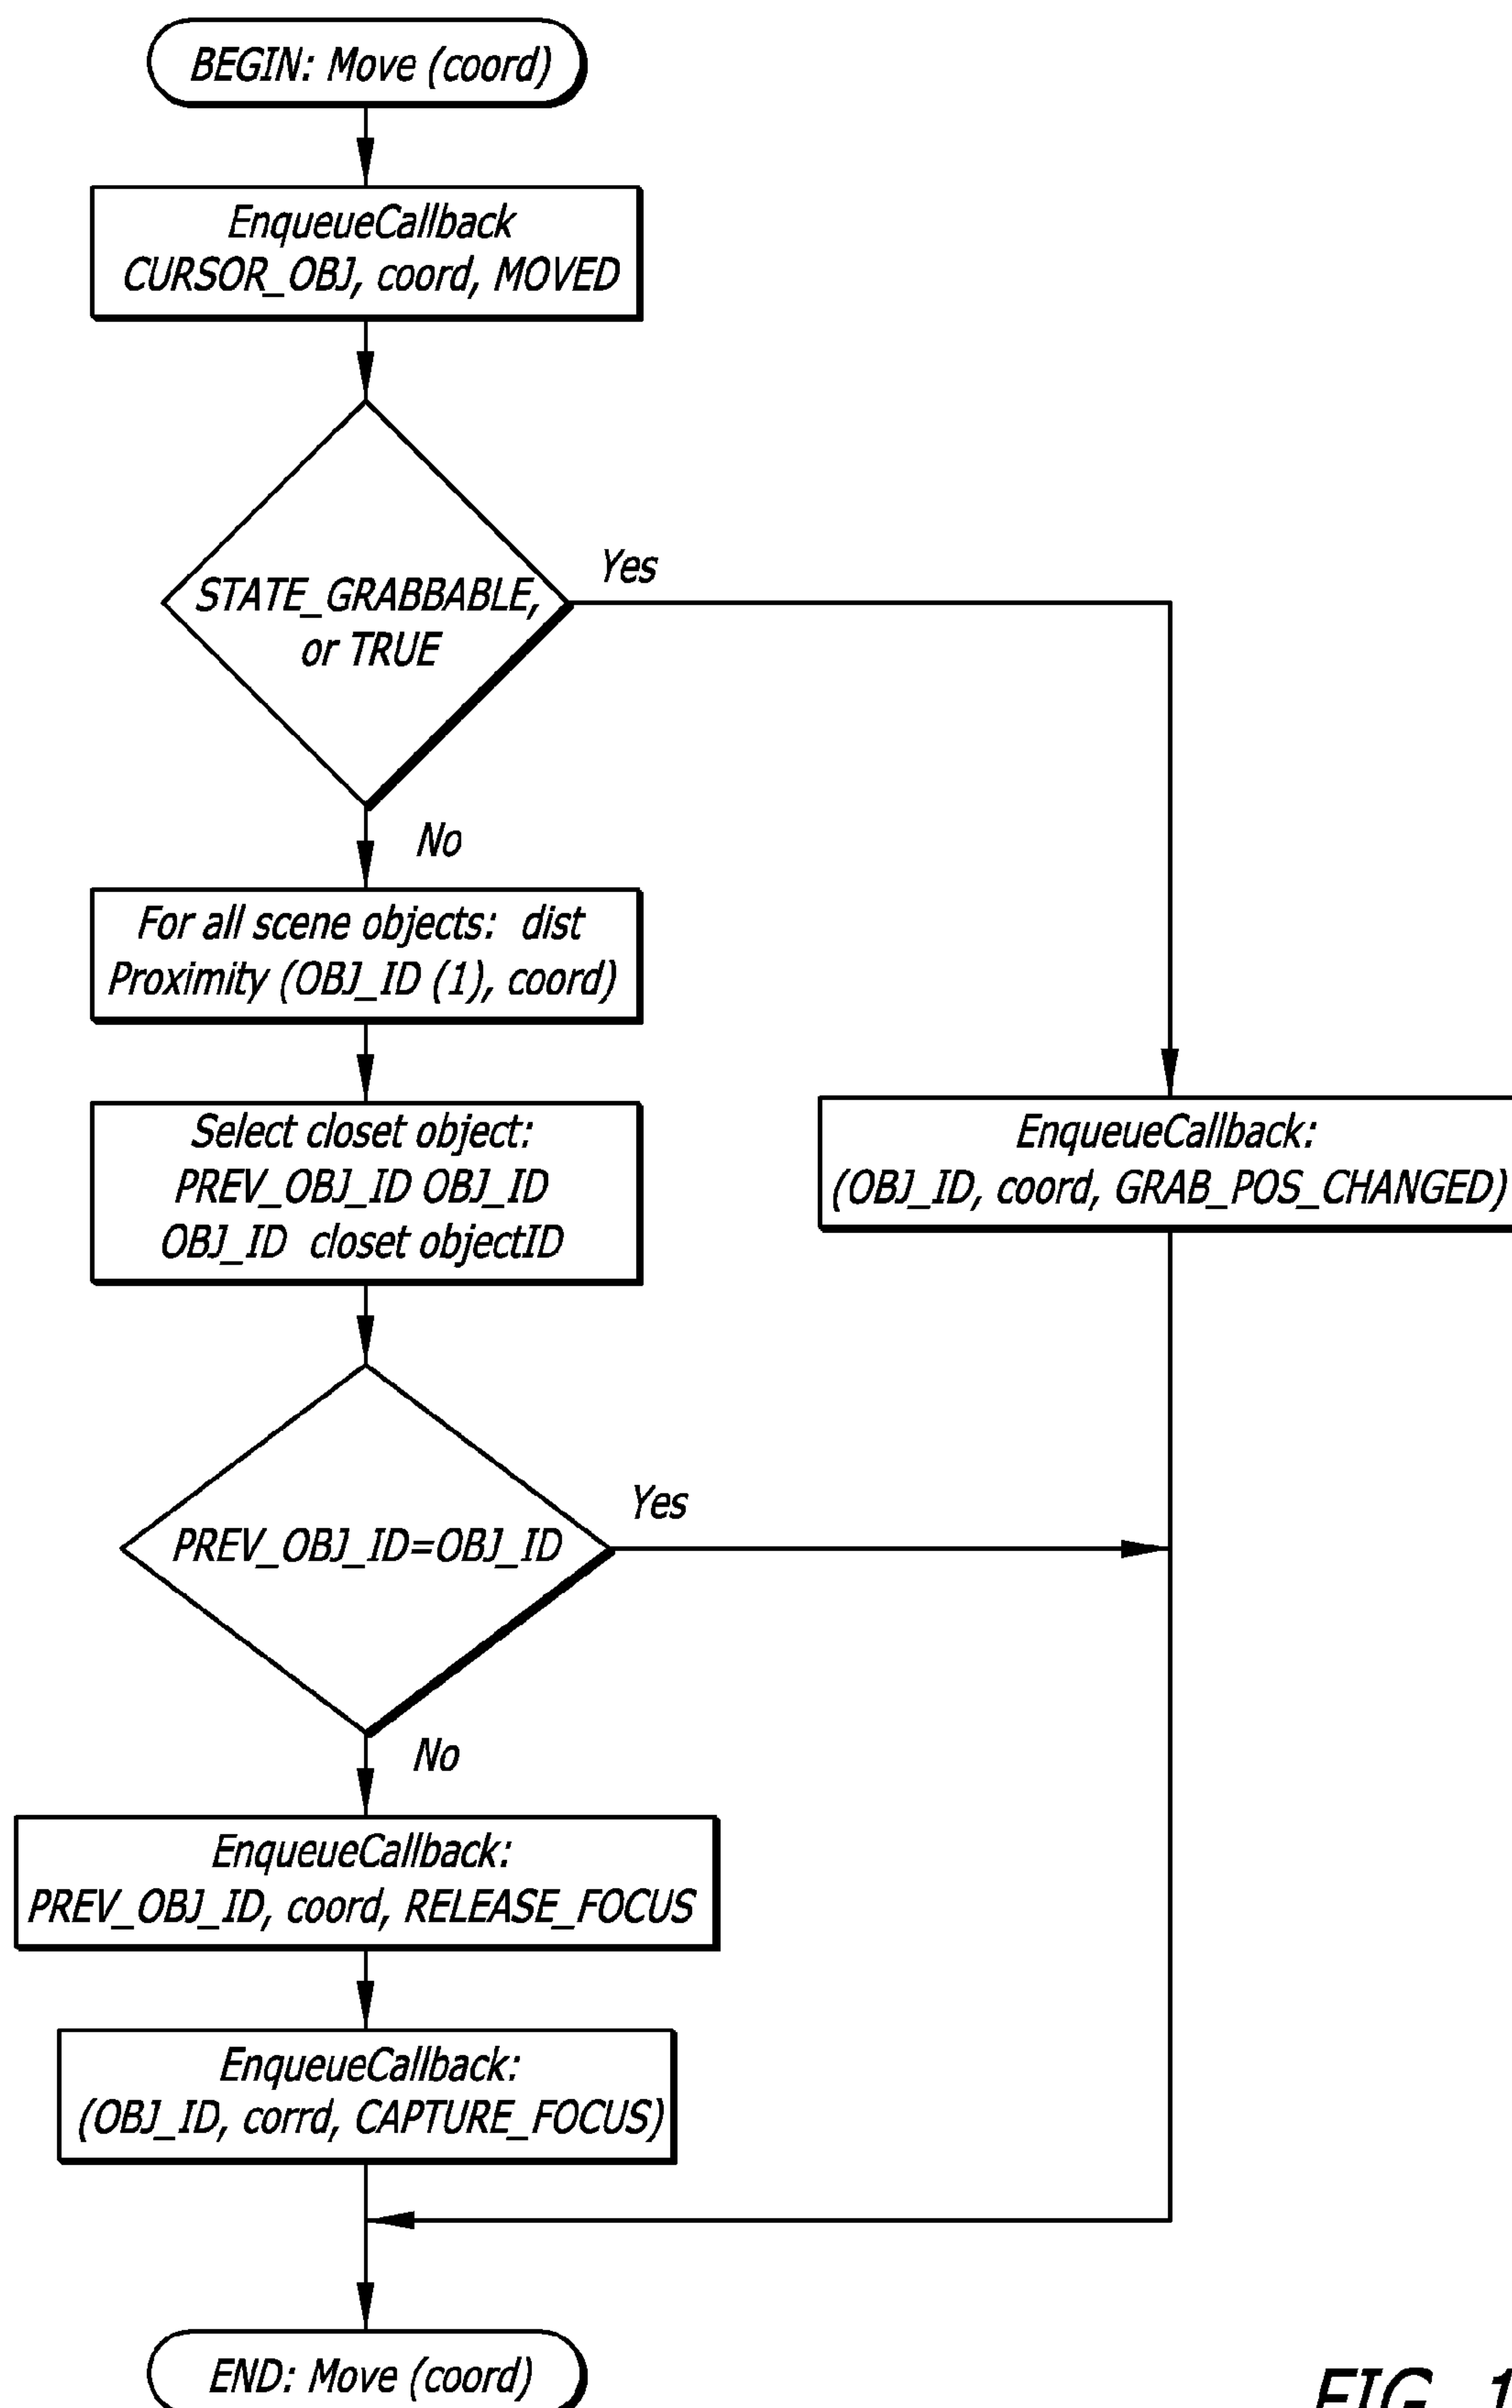 BEGIN: Move (coord)
EnqueueCallback
CURSOR_OBJ, coord, MOVED
STATE_GRABBABLE,
or TRUE
Yes
No
For all scene objects: dist
Proximity (OBJ_ID (1), coord)
Select closet object:
PREV_OBJ_ID OBJ_ID
OBJ_ID closet objectID
EnqueueCallback:
(OBJ_ID, coord, GRAB_POS_CHANGED)
PREV_OBJ_ID=OBJ_ID
Yes
No
EnqueueCallback:
PREV_OBJ_ID, coord, RELEASE_FOCUS
EnqueueCallback:
(OBJ_ID, corrd, CAPTURE_FOCUS)
END: Move (coord)
FIG.